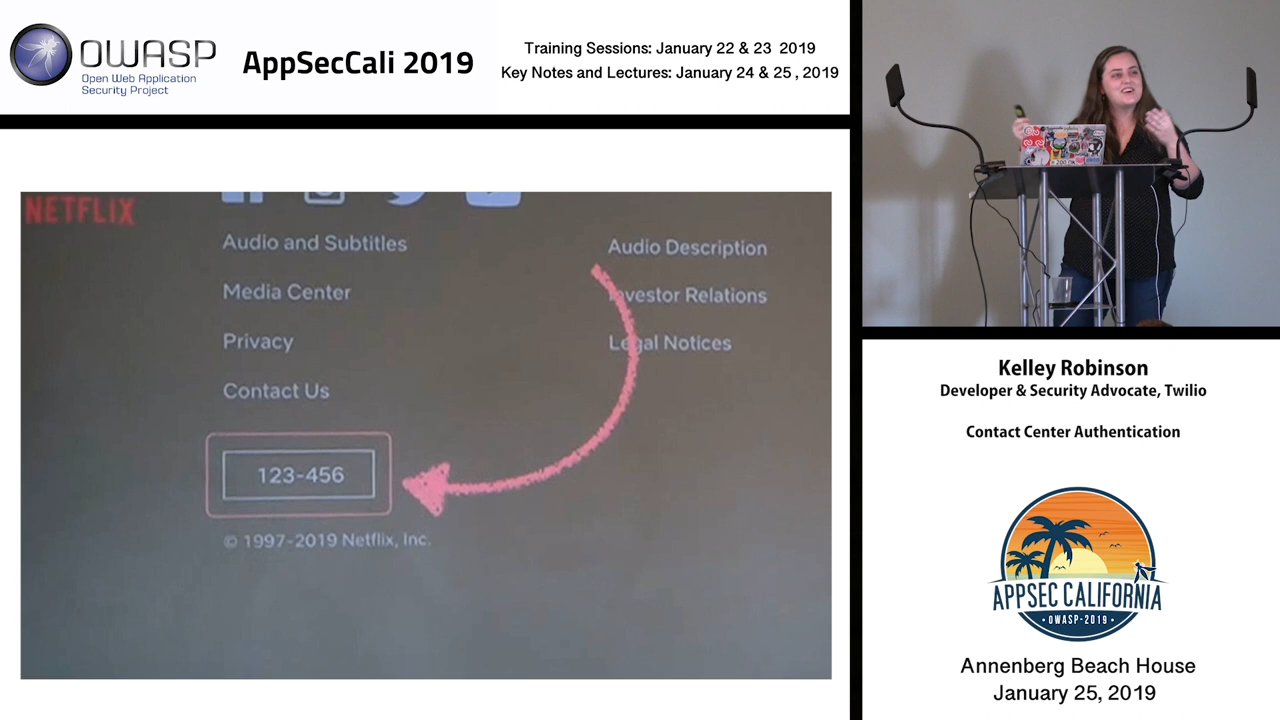 OWASP
Open Web Application
Security Project
AppSecCali 2019
Training Sessions: January 22 & 23 2019
Key Notes and Lectures: January 24 & 25 , 2019
NETFLIX
Audio and Subtitles
Audio Description
Media Center
Investor Relations
Privacy
Legal Notices
Contact Us
123-456
© 1997-2019 Netflix, Inc.
Kelley Robinson
Developer & Security Advocate, Twilio
Contact Center Authentication
APPSEC CALIFORNIA
• OWASP-2019 •
Annenberg Beach House
January 25, 2019